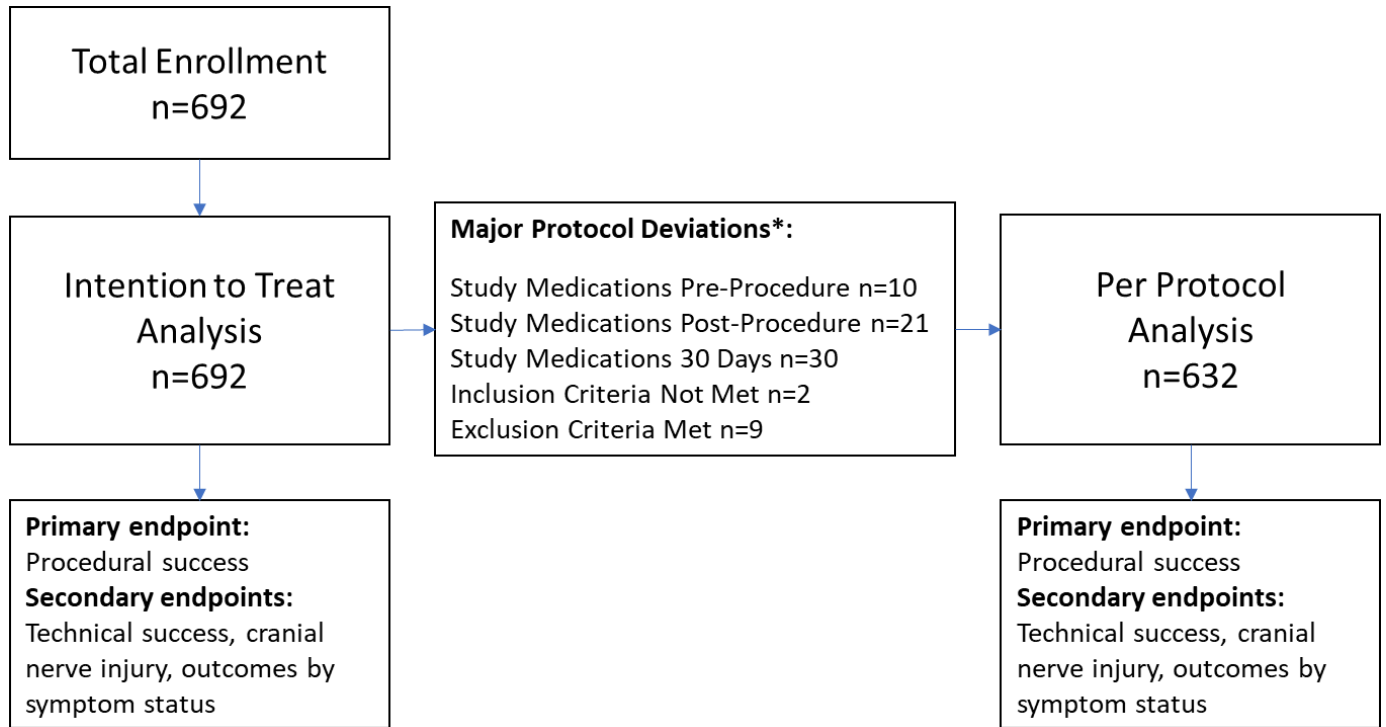 Total Enrollment
n=692
Intention to Treat
Analysis
n=692
Major Protocol Deviations*:
Study Medications Pre-Procedure n=10
Study Medications Post-Procedure n=21
Study Medications 30 Days n=30
Inclusion Criteria Not Met n=2
Exclusion Criteria Met n=9
Per Protocol
Analysis
n=632
Primary endpoint:
Procedural success
Secondary endpoints:
Technical success, cranial
nerve injury, outcomes by
symptom status
Primary endpoint:
Procedural success
Secondary endpoints:
Technical success, cranial
nerve injury, outcomes by
symptom status